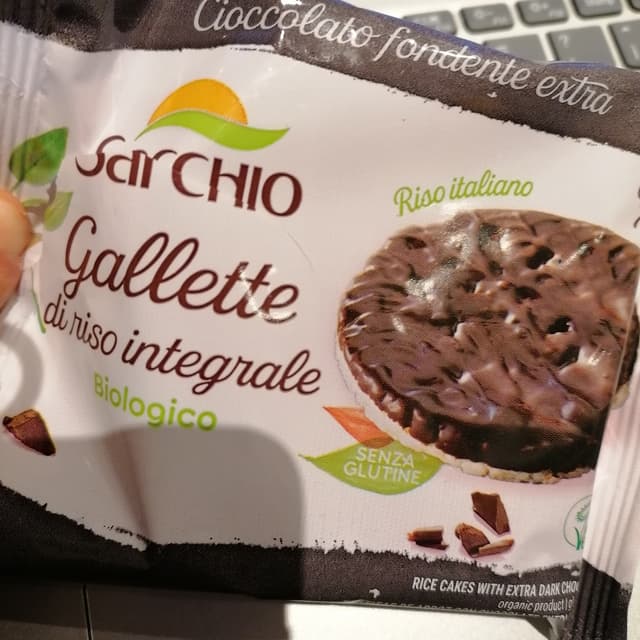 Cioccolato fondente extra
SarCHIO
Riso italiano
Gallette
di riso integrale
Biologico
SENZA
GLUTINE
RICE CAKES WITH EXTRA DARK
organic product